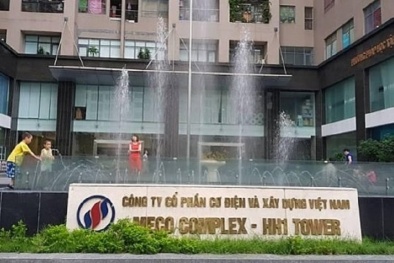 CÔNG TY CỔ PHẦN CƠ ĐIỆN VÀ XÂY DỰNG VIỆT NAM
MECO COMPLEX - HH1 TOWER